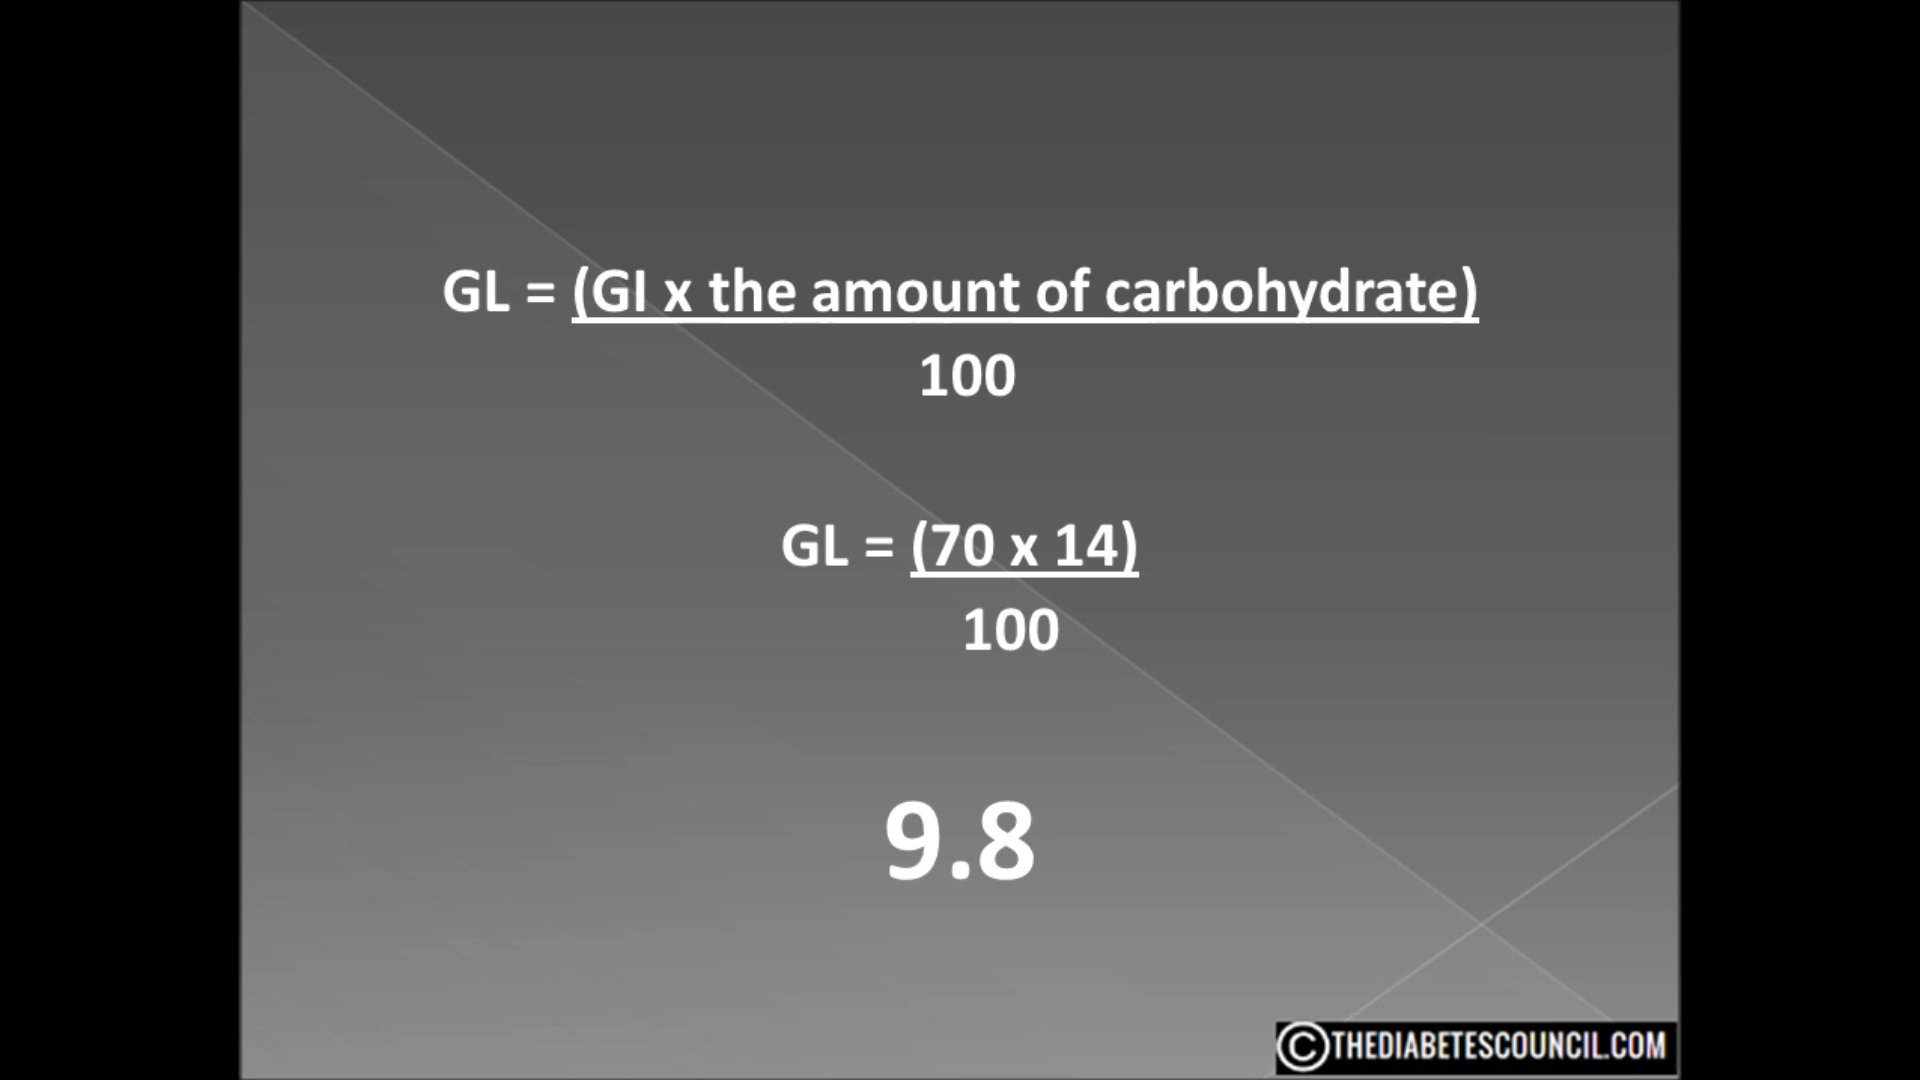 GL = (GI x the amount of carbohydrate)
100
GL = (70 x 14)
100
9.8
©THEDIABETESCOUNCIL.COM